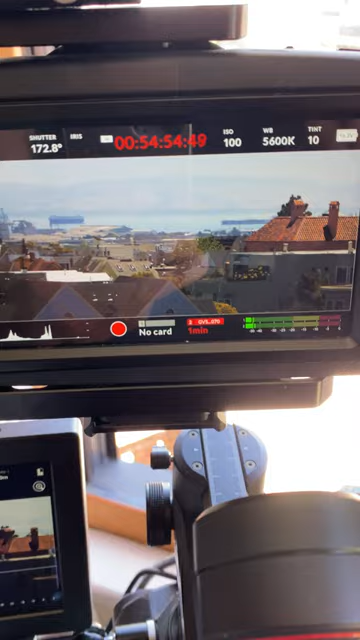 SHUTTER IRIS ISO WB TINT
172.8° 00:54:54:49 100 5600K 10
No card 1min